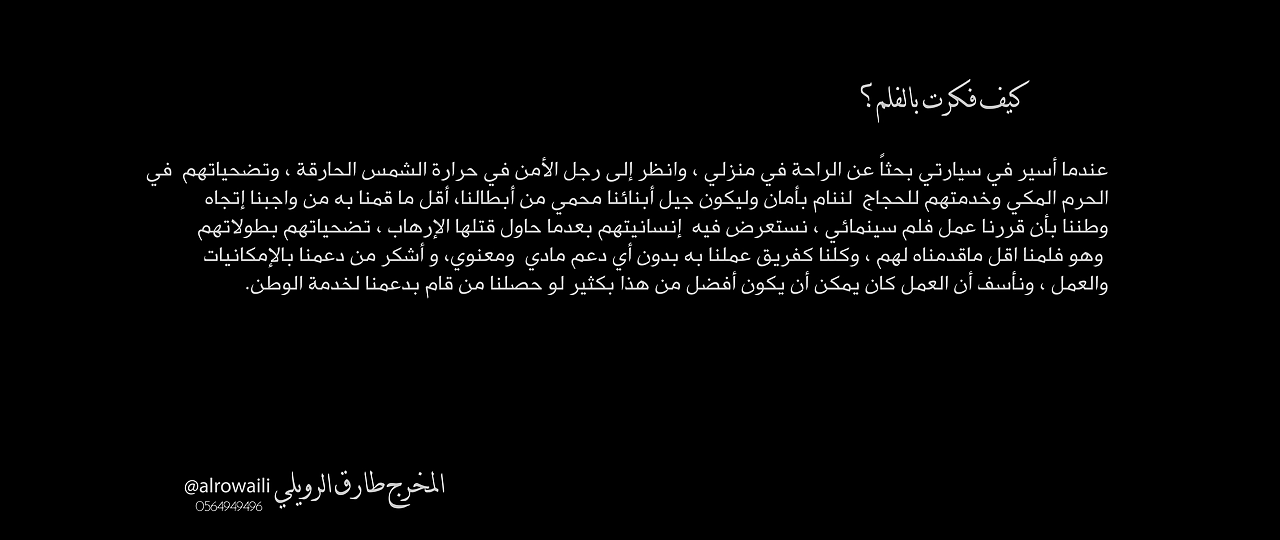 كيف فكرت بالفلم ؟
عندما أسير في سيارتي بحثاً عن الراحة في منزلي ، وانظر إلى رجل الأمن في حرارة الشمس الحارقة ، وتضحياتهم في
الحرم المكي وخدمتهم للحجاج لننام بأمان وليكون جيل أبنائنا محمي من أبطالنا، أقل ما قمنا به من واجبنا إتجاه
وطننا بأن قررنا عمل فلم سينمائي ، نستعرض فيه إنسانيتهم بعدما حاول قتلها الإرهاب ، تضحياتهم بطولاتهم
وهو فلمنا اقل ماقدمناه لهم ، وكلنا كفريق عملنا به بدون أي دعم مادي ومعنوي، و أشكر من دعمنا بالإمكانيات
والعمل ، ونأسف أن العمل كان يمكن أن يكون أفضل من هذا بكثير لو حصلنا من قام بدعمنا لخدمة الوطن.
المخرج طارق الرويلي @alrowaili
0564949496